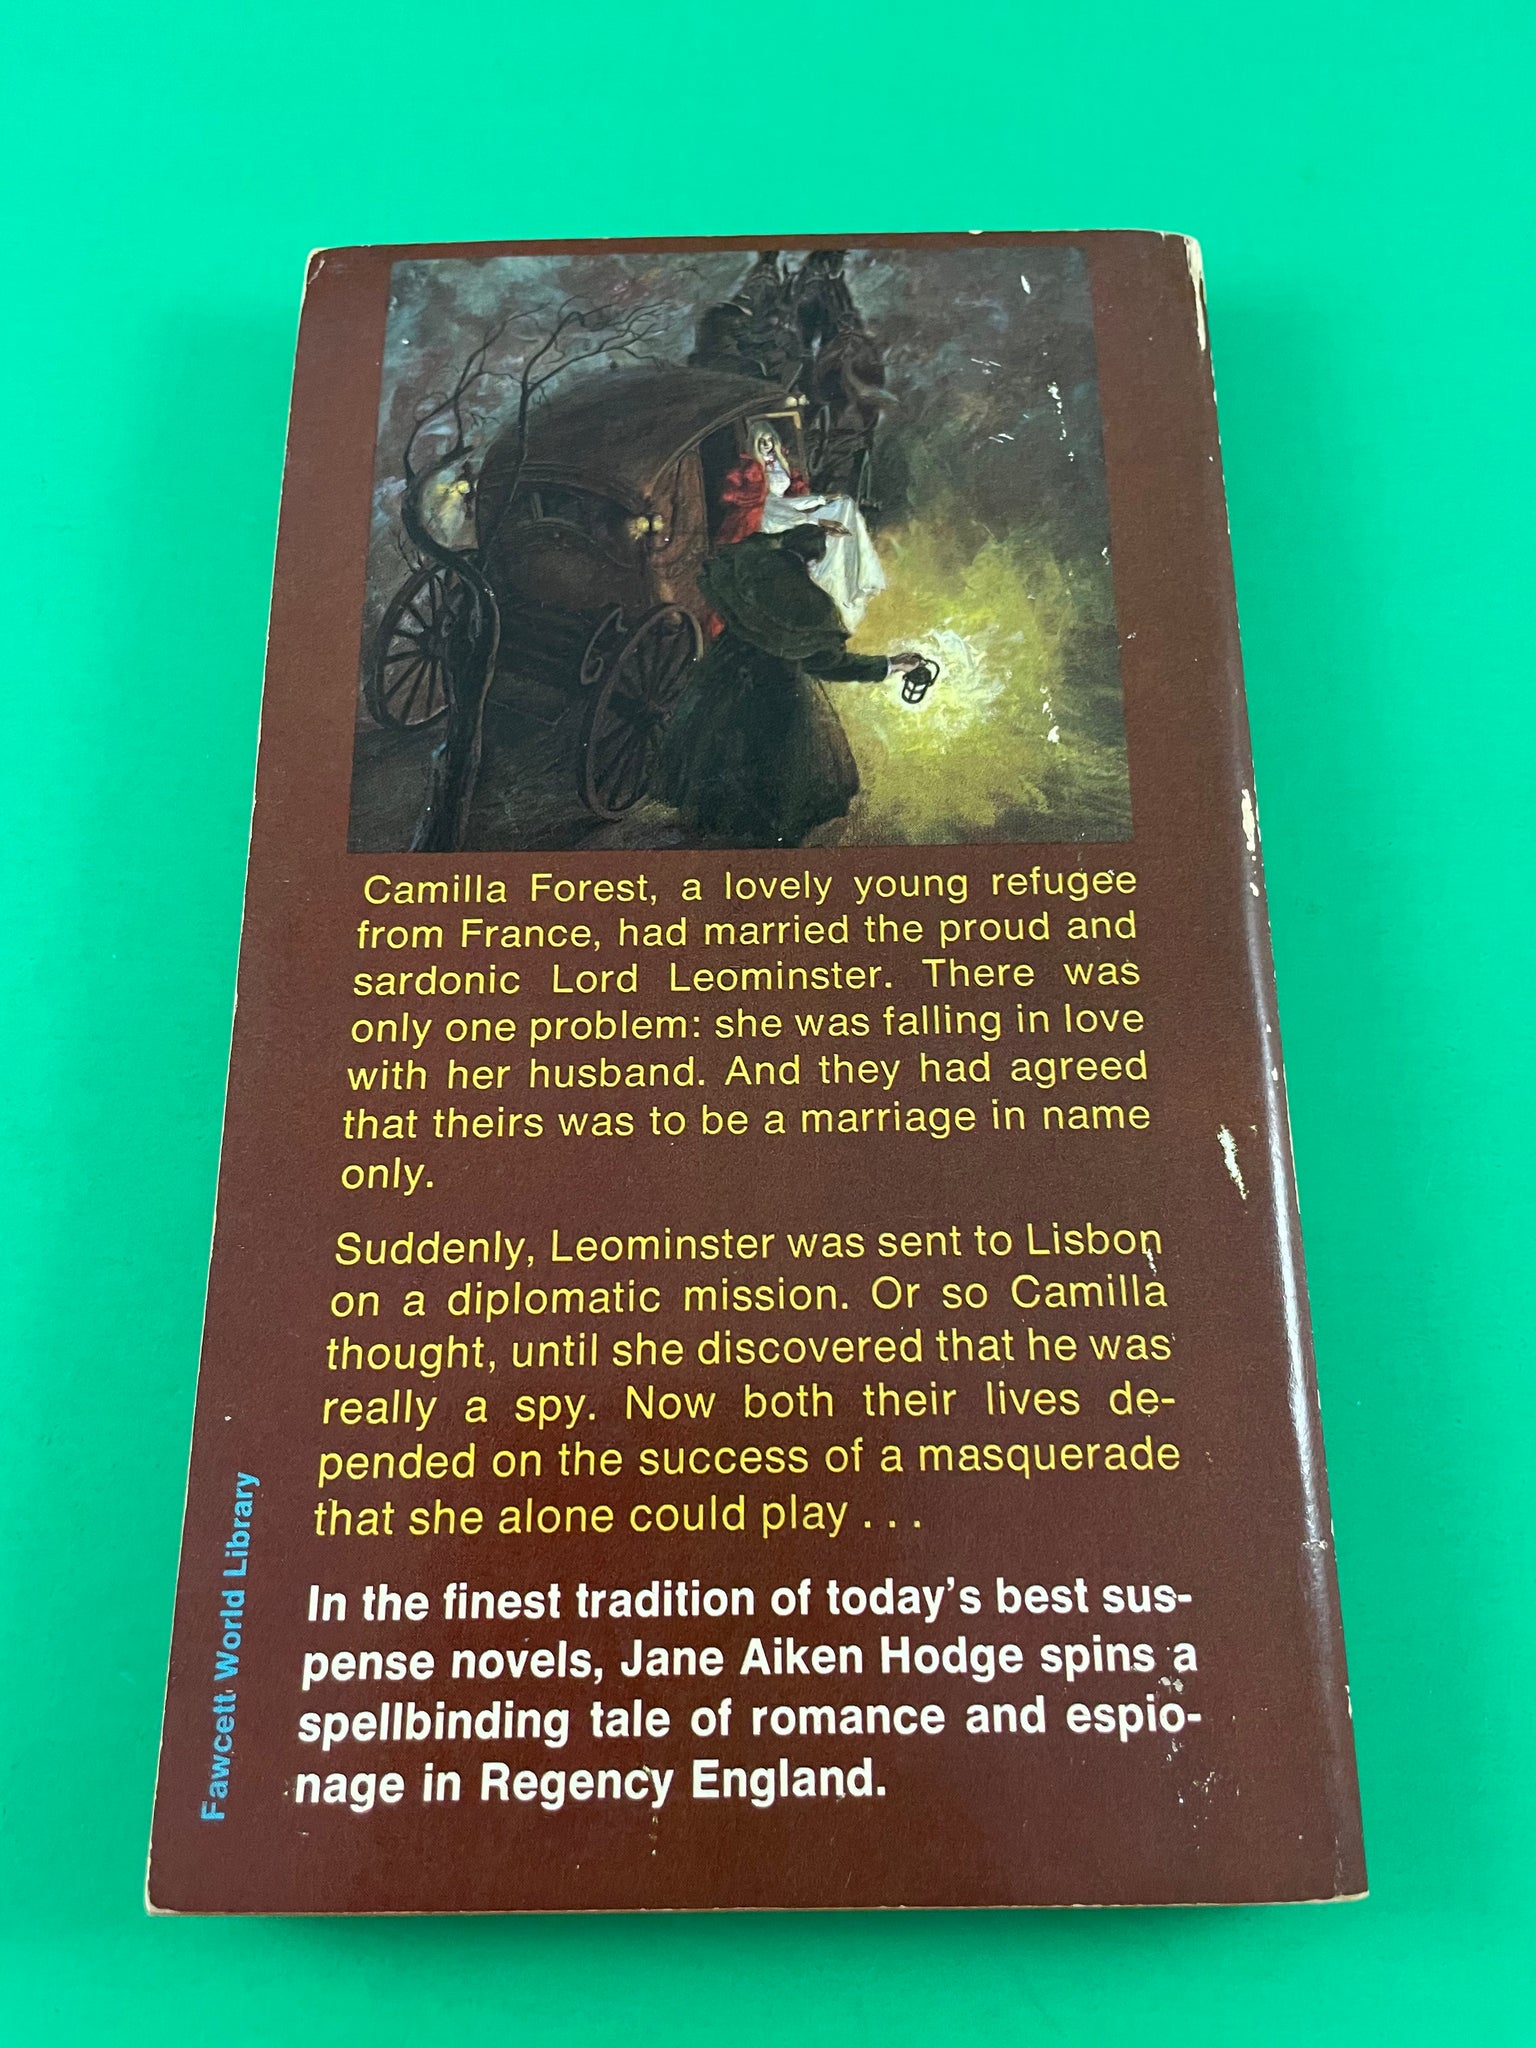 Camilla Forest, a lovely young refugee
from France, had married the proud and
sardonic Lord Leominster. There was
only one problem: she was falling in love
with her husband. And they had agreed
that theirs was to be a marriage in name
only.
Suddenly, Leominster was sent to Lisbon
on a diplomatic mission. Or so Camilla
thought, until she discovered that he was
really a spy. Now both their lives de-
pended on the success of a masquerade
that she alone could play . . .
In the finest tradition of today's best sus-
pense novels, Jane Aiken Hodge spins a
spellbinding tale of romance and espio-
nage in Regency England.
Fawcett World Library